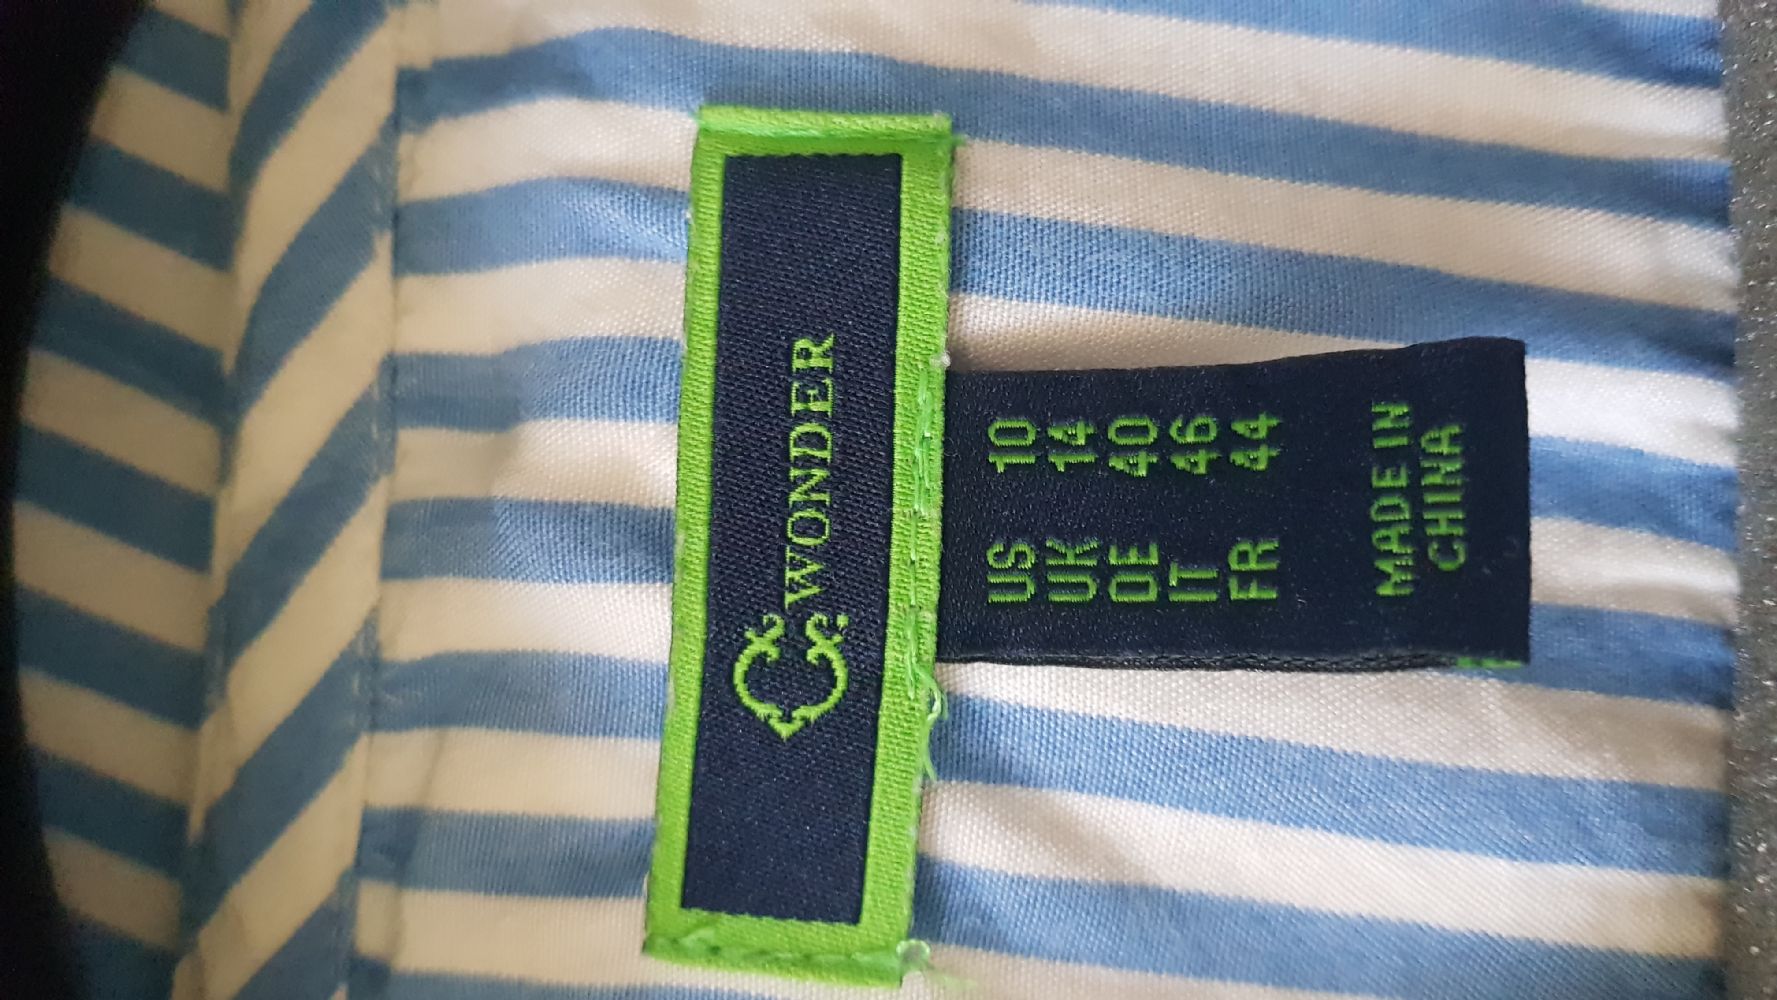 C. WONDER
US 10
UK 14
DE 40
IT 46
FR 44
MADE IN
CHINA